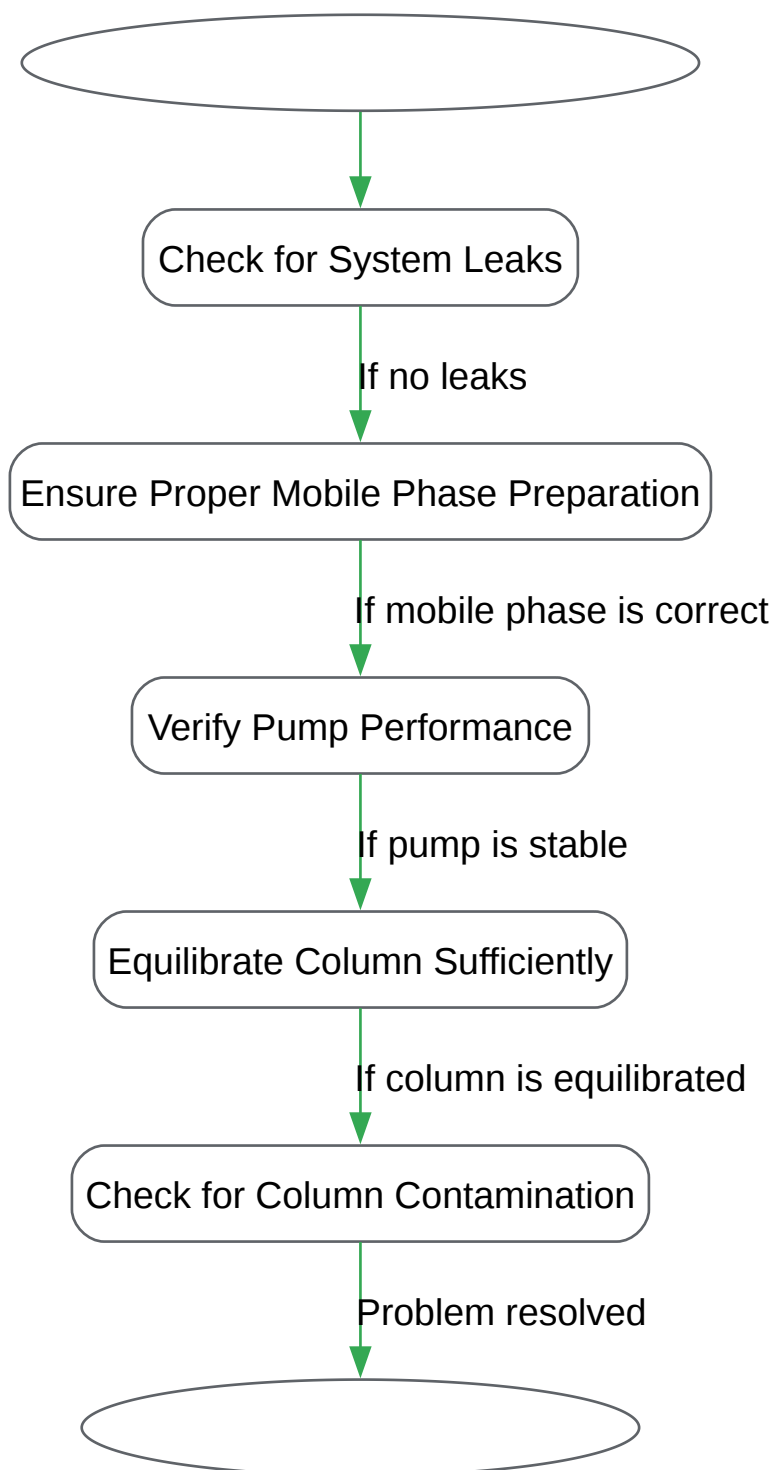 Check for System Leaks
If no leaks
Ensure Proper Mobile Phase Preparation
If mobile phase is correct
Verify Pump Performance
If pump is stable
Equilibrate Column Sufficiently
If column is equilibrated
Check for Column Contamination
Problem resolved